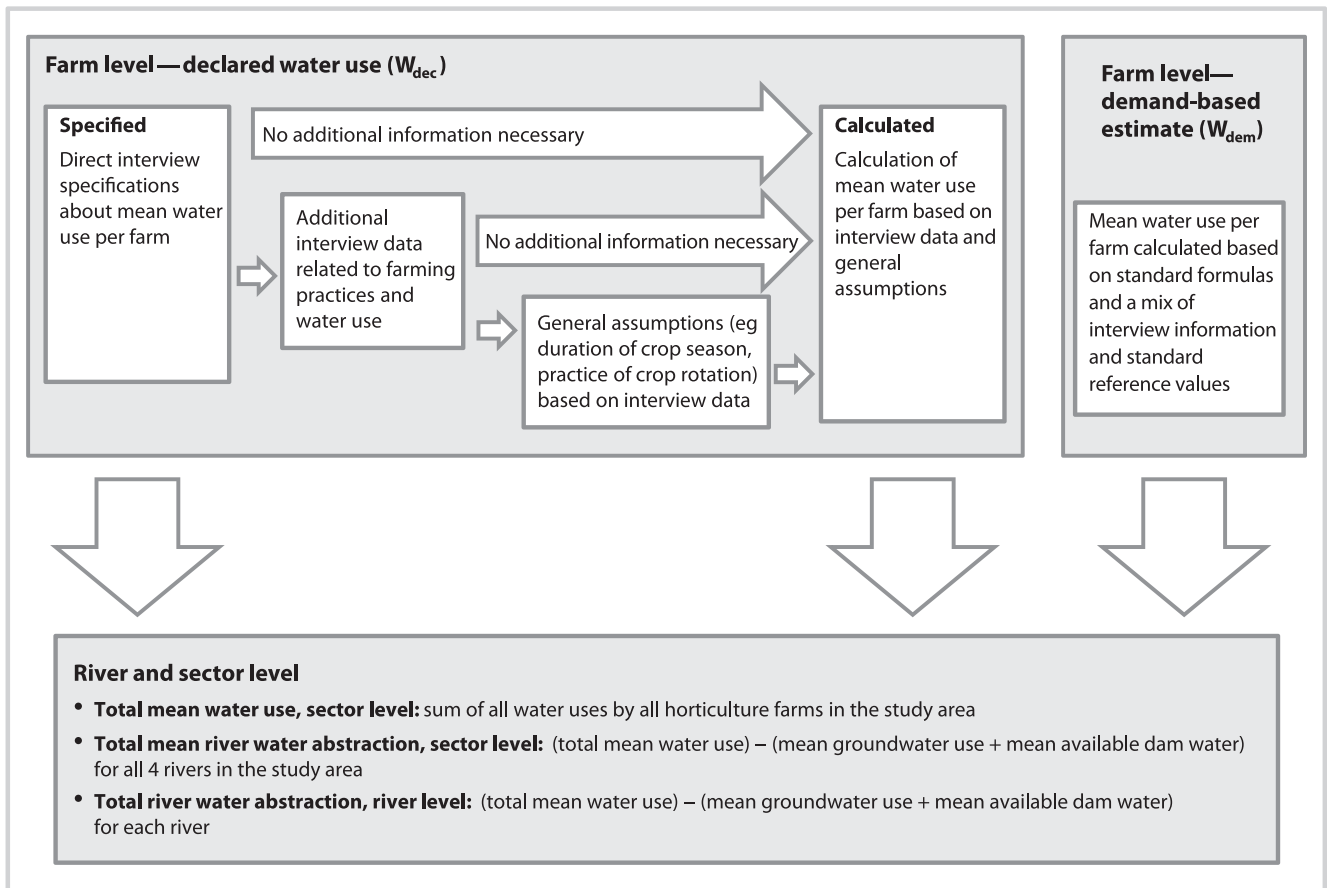 Farm level—declared water use (Wdec)
Specified
Direct interview
specifications
about mean water
use per farm
No additional information necessary
Additional
interview data
related to farming
practices and
water use
No additional information necessary
General assumptions (eg
duration of crop season,
practice of crop rotation)
based on interview data
Calculated
Calculation of
mean water use
per farm based on
interview data and
general
assumptions
Farm level—
demand-based
estimate (Wdem)
Mean water use per
farm calculated based
on standard formulas
and a mix of
interview information
and standard
reference values
River and sector level
• Total mean water use, sector level: sum of all water uses by all horticulture farms in the study area
• Total mean river water abstraction, sector level: (total mean water use) – (mean groundwater use + mean available dam water)
for all 4 rivers in the study area
• Total river water abstraction, river level: (total mean water use) – (mean groundwater use + mean available dam water)
for each river